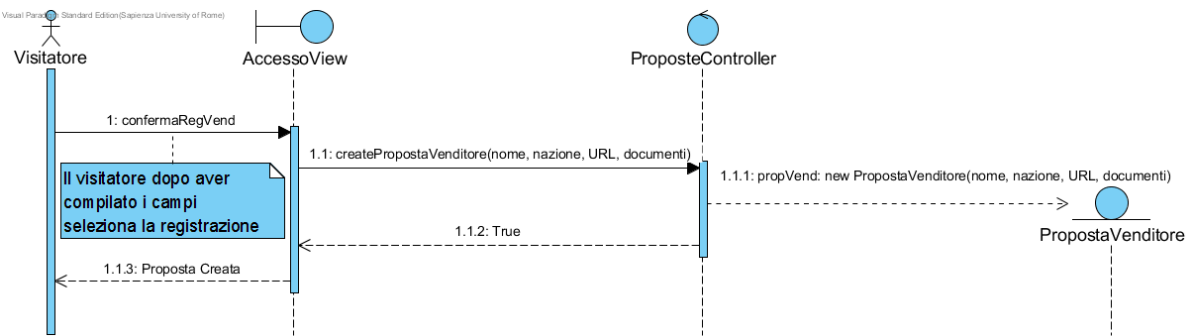 Visual Paradigm Standard Edition(Sapienza University of Rome)
Visitatore
AccessoView
ProposteController
1: confermaRegVend
1.1: createPropostaVenditore(nome, nazione, URL, documenti)
Il visitatore dopo aver
compilato i campi
seleziona la registrazione
1.1.1: propVend: new PropostaVenditore(nome, nazione, URL, documenti)
PropostaVenditore
1.1.2: True
1.1.3: Proposta Creata